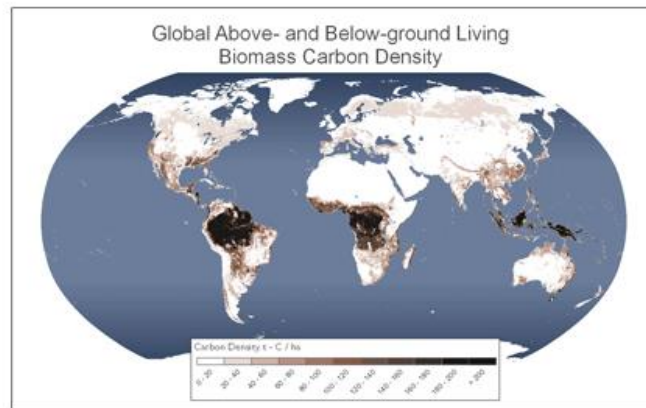 Global Above- and Below-ground Living
Biomass Carbon Density
Carbon Density t - C / ha
0 - 20
20 - 40
40 - 60
60 - 80
80 - 100
100 - 120
120 - 140
140 - 160
160 - 180
180 - 200
> 200